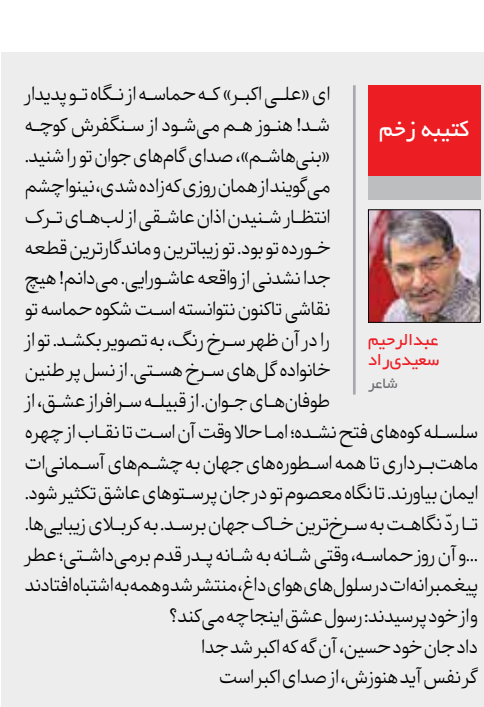 کتیبه زخم
عبدالرحیم
سعیدی‌راد
شاعر
ای «علی اکبر» که حماسه از نگاه تو پدیدار
شد! هنوز هم می‌شود از سنگفرش کوچه
«بنی‌هاشم»، صدای گام‌های جوان تو را شنید.
می‌گویند از همان روزی که زاده شدی، نینوا چشم
انتظار شنیدن اذان عاشقی از لب‌های ترک
خورده تو بود. تو زیباترین و ماندگارترین قطعه
جدا نشدنی از واقعه عاشورایی. می‌دانم! هیچ
نقاشی تاکنون نتوانسته است شکوه حماسه تو
را در آن ظهر سرخ رنگ، به تصویر بکشد. تو از
خانواده گل‌های سرخ هستی. از نسل پر طنین
طوفان‌های جوان. از قبیله سرافراز عشق، از
سلسله کوه‌های فتح نشده؛ اما حالا وقت آن است تا نقاب از چهره
ماهت‌برداری تا همه اسطوره‌های جهان به چشم‌های آسمانی‌ات
ایمان بیاورند. تا نگاه معصوم تو در جان پرستوهای عاشق تکثیر شود.
تا ردّ نگاهت به سرخ‌ترین خاک جهان برسد. به کربلای زیبایی‌ها.
...و آن روز حماسه، وقتی شانه به شانه پدر قدم برمی‌داشتی؛ عطر
پیغمبرانه‌ات در سلول‌های هوای داغ، منتشر شد و همه به اشتباه افتادند
و از خود پرسیدند: رسول عشق اینجا چه می‌کند؟
داد جان خود حسین، آن گه که اکبر شد جدا
گر نفس آید هنوزش، از صدای اکبر است